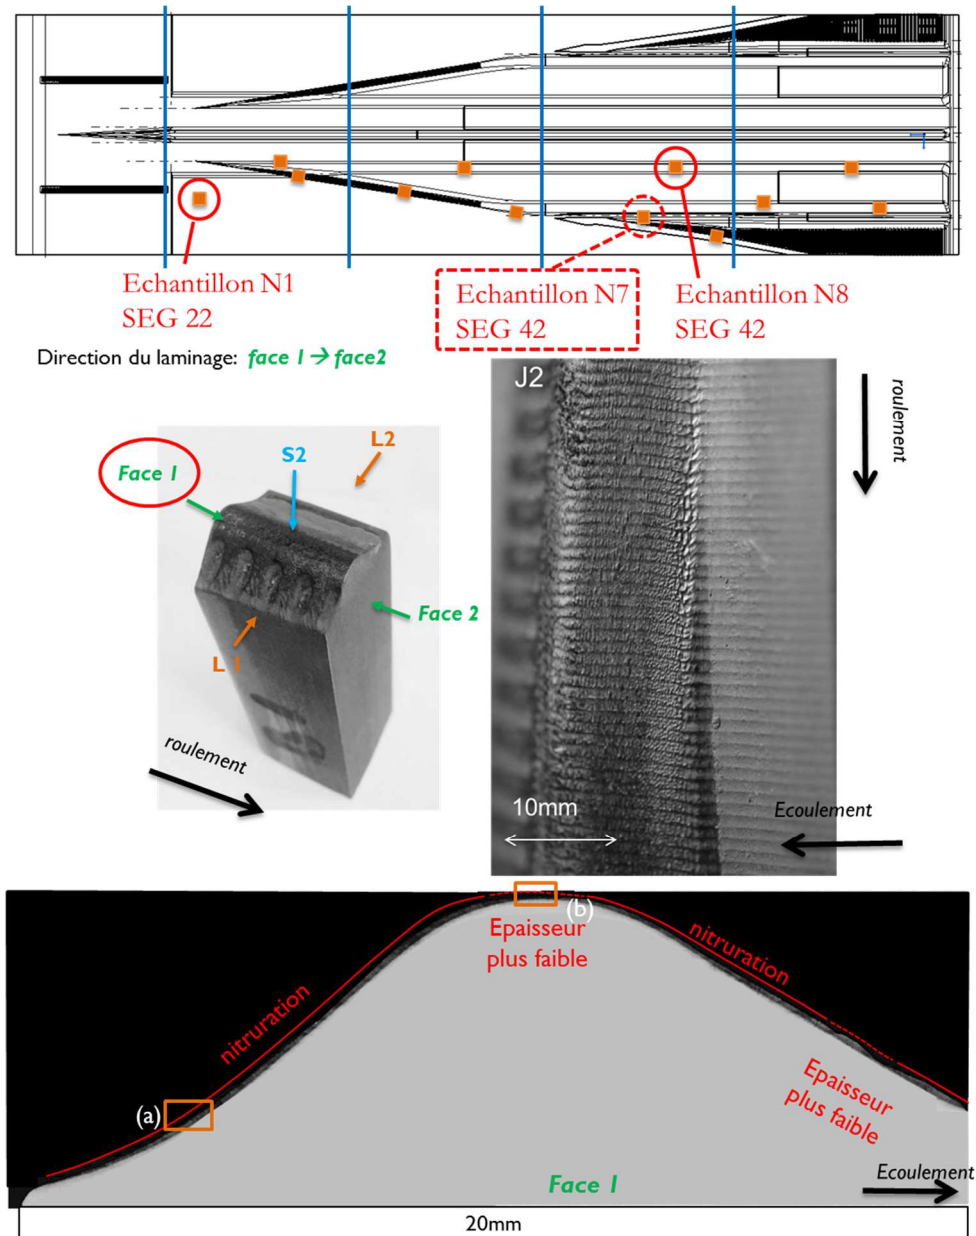 Echantillon N1
SEG 22
Echantillon N7
SEG 42
Echantillon N8
SEG 42
Direction du laminage: face 1 → face2
J2
roulement
L2
S2
Face 1
Face 2
L 1
roulement
10mm
Ecoulement
(b)
Epaisseur
plus faible
nitruration
nitruration
(a)
Epaisseur
plus faible
Ecoulement
Face 1
20mm